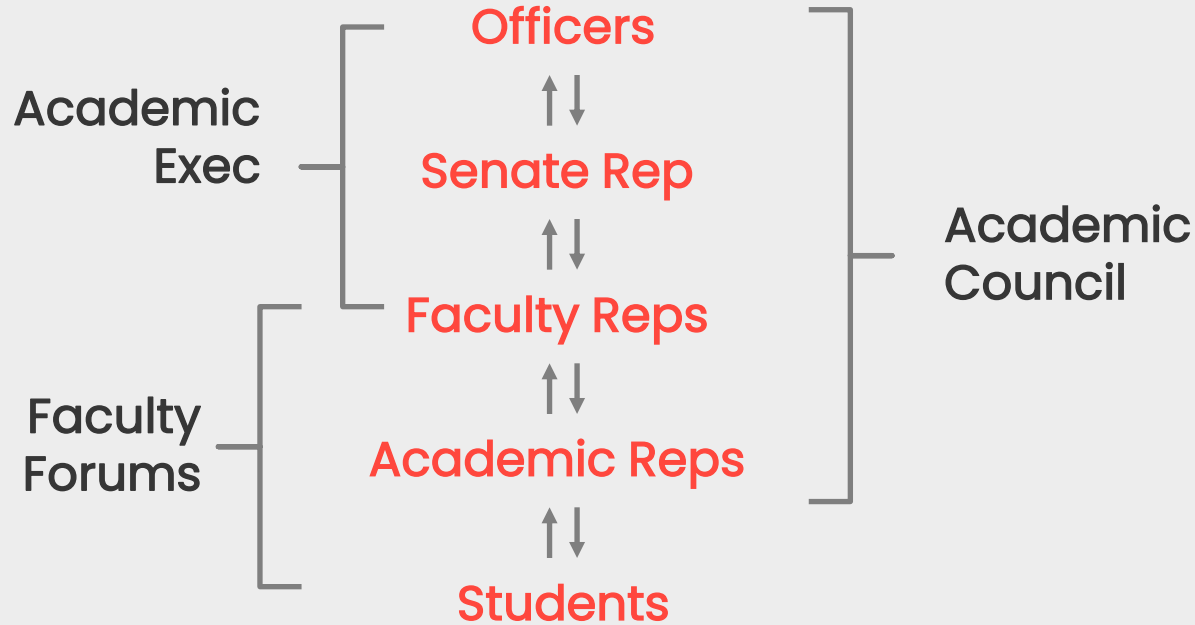 Officers
Academic
Exec
Senate Rep
Academic
Council
Faculty Reps
Faculty
Forums
Academic Reps
Students